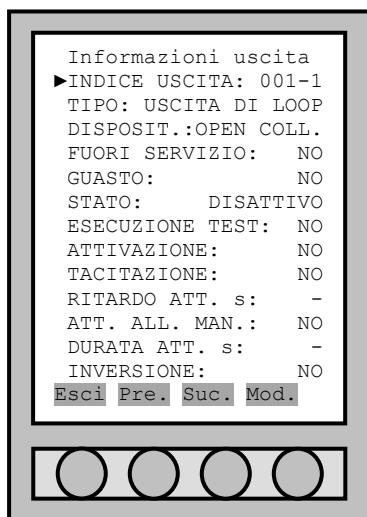 Informazioni uscita
►INDICE USCITA: 001-1
TIPO: USCITA DI LOOP
DISPOSIT.:OPEN COLL.
FUORI SERVIZIO: NO
GUASTO: NO
STATO: DISATTIVO
ESECUZIONE TEST: NO
ATTIVAZIONE: NO
TACITAZIONE: NO
RITARDO ATT. s: -
ATT. ALL. MAN.: NO
DURATA ATT. s: -
INVERSIONE: NO
Esci Pre. Suc. Mod.